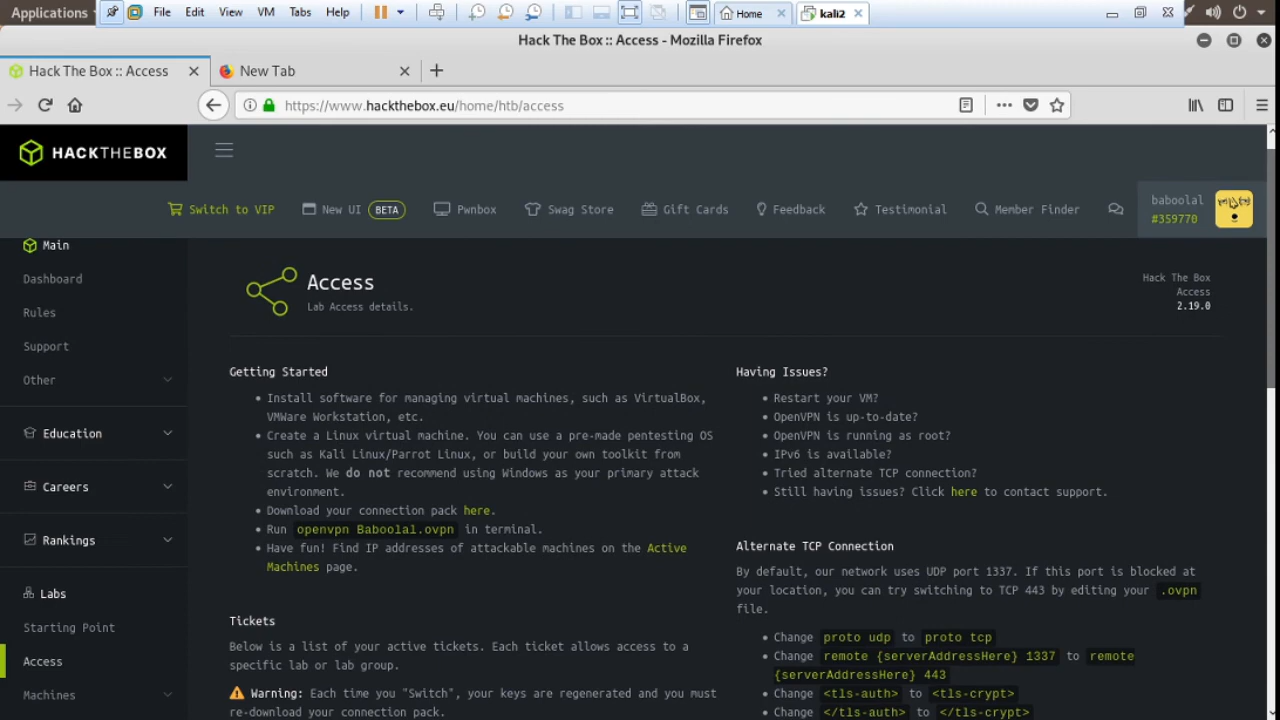 Applications File Edit View VM Tabs Help Home kali2
Hack The Box :: Access - Mozilla Firefox
Hack The Box :: Access New Tab
https://www.hackthebox.eu/home/htb/access
HACKTHEBOX
Switch to VIP New UI BETA Pwnbox Swag Store Gift Cards Feedback Testimonial Member Finder baboolal
#359770
Main
Dashboard
Rules
Support
Other
Education
Careers
Rankings
Labs
Starting Point
Access
Machines
Access
Lab Access details.
Hack The Box
Access
2.19.0
Getting Started
Install software for managing virtual machines, such as VirtualBox,
VMWare Workstation, etc.
Create a Linux virtual machine. You can use a pre-made pentesting OS
such as Kali Linux/Parrot Linux, or build your own toolkit from
scratch. We do not recommend using Windows as your primary attack
environment.
Download your connection pack here.
Run openvpn Baboolal.ovpn in terminal.
Have fun! Find IP addresses of attackable machines on the Active
Machines page.
Tickets
Below is a list of your active tickets. Each ticket allows access to a
specific lab or lab group.
Warning: Each time you "Switch", your keys are regenerated and you must
re-download your connection pack.
Having Issues?
Restart your VM?
OpenVPN is up-to-date?
OpenVPN is running as root?
IPv6 is available?
Tried alternate TCP connection?
Still having issues? Click here to contact support.
Alternate TCP Connection
By default, our network uses UDP port 1337. If this port is blocked at
your location, you can try switching to TCP 443 by editing your .ovpn
file.
Change proto udp to proto tcp
Change remote {serverAddressHere} 1337 to remote
{serverAddressHere} 443
Change <tls-auth> to <tls-crypt>
Change </tls-auth> to </tls-crypt>